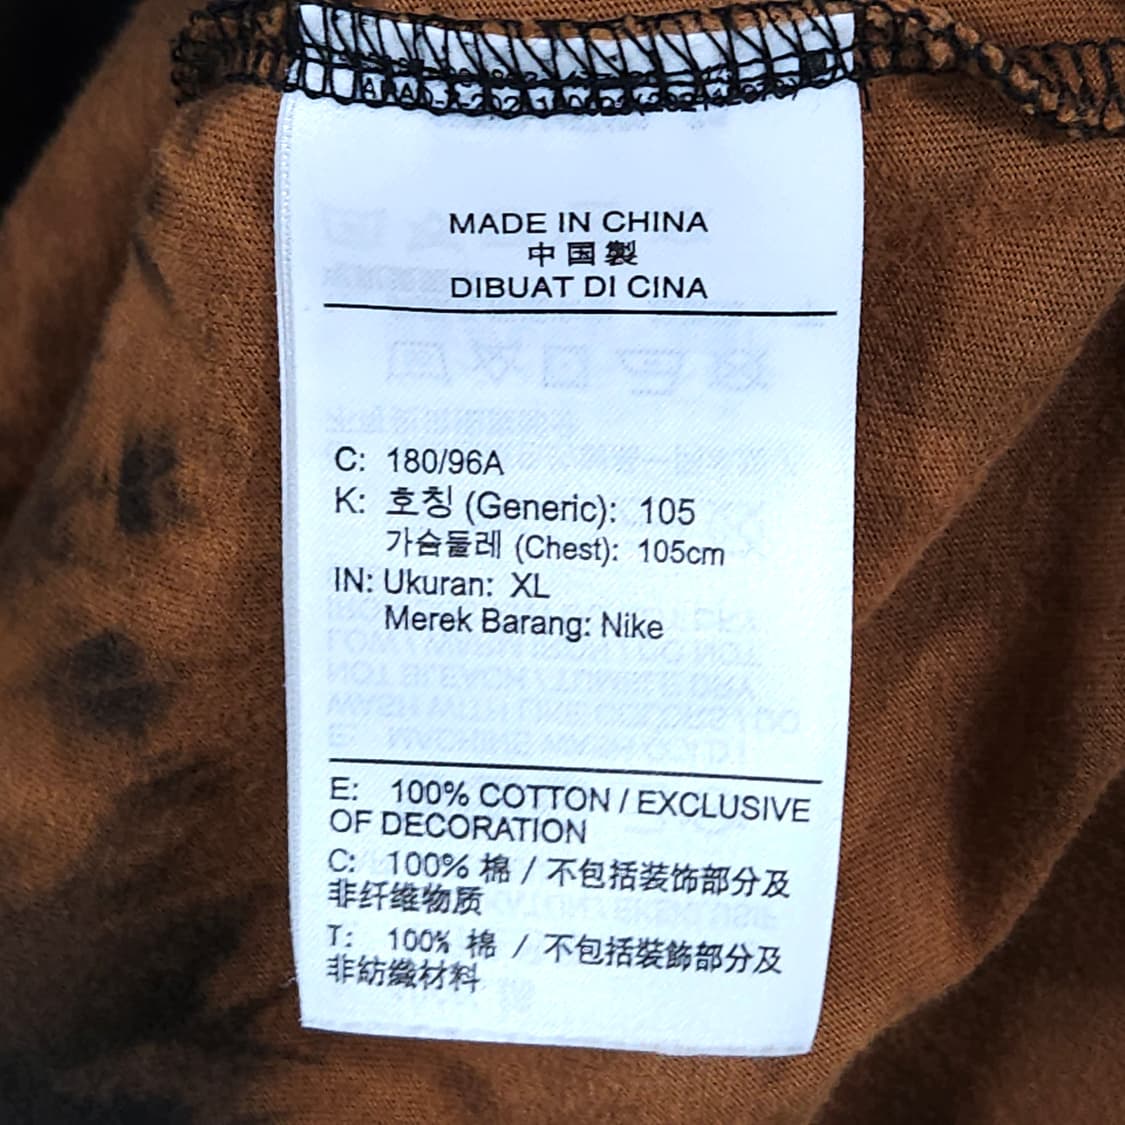 MADE IN CHINA
中国製
DIBUAT DI CINA
C: 180/96A
K: 호칭 (Generic): 105
가슴둘레 (Chest): 105cm
IN: Ukuran: XL
Merek Barang: Nike
E: 100% COTTON / EXCLUSIVE
OF DECORATION
C: 100% 棉 / 不包括装饰部分及
非纤维物质
T: 100% 棉 / 不包括裝飾部分及
非紡織材料